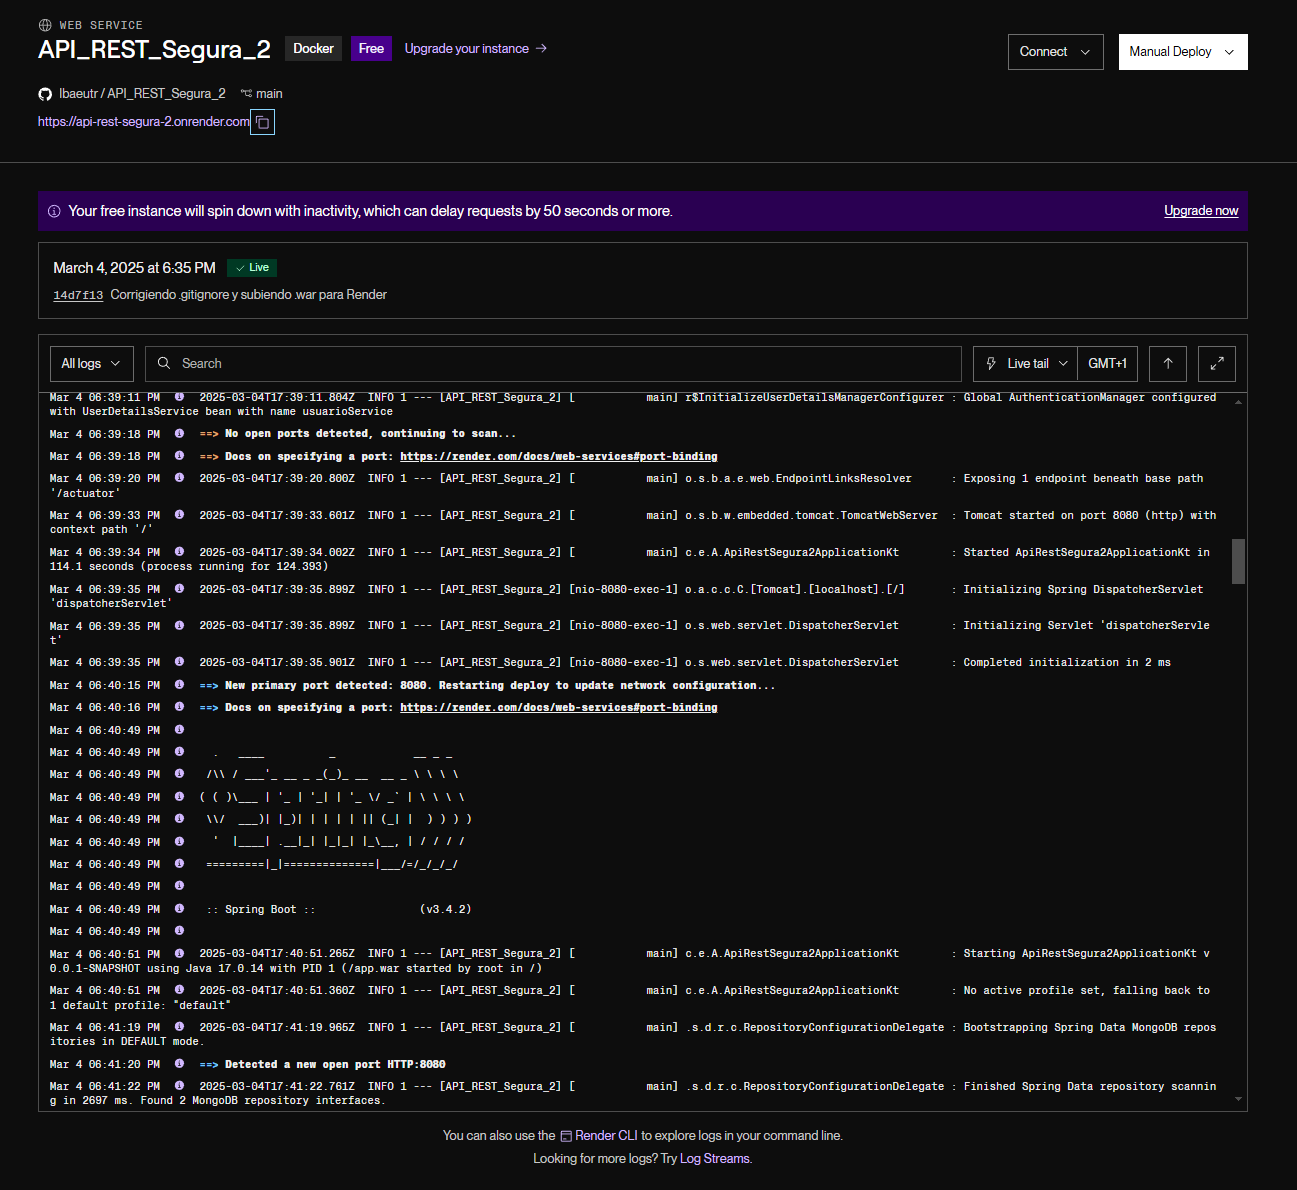 WEB SERVICE
API_REST_Segura_2 Docker Free Upgrade your instance →
Connect Manual Deploy
Ibaeutr / API_REST_Segura_2 main
https://api-rest-segura-2.onrender.com
Your free instance will spin down with inactivity, which can delay requests by 50 seconds or more. Upgrade now
March 4, 2025 at 6:35 PM ✓ Live
14d7f13 Corrigiendo .gitignore y subiendo .war para Render
All logs Search Live tail GMT+1
Mar 4 06:39:11 PM 2025-03-04T17:39:11.804Z  INFO 1 --- [API_REST_Segura_2] [           main] r$InitializeUserDetailsManagerConfigurer : Global AuthenticationManager configured
with UserDetailsService bean with name usuarioService
Mar 4 06:39:18 PM ==> No open ports detected, continuing to scan...
Mar 4 06:39:18 PM ==> Docs on specifying a port: https://render.com/docs/web-services#port-binding
Mar 4 06:39:20 PM 2025-03-04T17:39:20.800Z  INFO 1 --- [API_REST_Segura_2] [           main] o.s.b.a.e.web.EndpointLinksResolver      : Exposing 1 endpoint beneath base path
'/actuator'
Mar 4 06:39:33 PM 2025-03-04T17:39:33.601Z  INFO 1 --- [API_REST_Segura_2] [           main] o.s.b.w.embedded.tomcat.TomcatWebServer  : Tomcat started on port 8080 (http) with
context path '/'
Mar 4 06:39:34 PM 2025-03-04T17:39:34.002Z  INFO 1 --- [API_REST_Segura_2] [           main] c.e.A.ApiRestSegura2ApplicationKt        : Started ApiRestSegura2ApplicationKt in
114.1 seconds (process running for 124.393)
Mar 4 06:39:35 PM 2025-03-04T17:39:35.899Z  INFO 1 --- [API_REST_Segura_2] [nio-8080-exec-1] o.a.c.c.C.[Tomcat].[localhost].[/]       : Initializing Spring DispatcherServlet
'dispatcherServlet'
Mar 4 06:39:35 PM 2025-03-04T17:39:35.899Z  INFO 1 --- [API_REST_Segura_2] [nio-8080-exec-1] o.s.web.servlet.DispatcherServlet        : Initializing Servlet 'dispatcherServle
t'
Mar 4 06:39:35 PM 2025-03-04T17:39:35.901Z  INFO 1 --- [API_REST_Segura_2] [nio-8080-exec-1] o.s.web.servlet.DispatcherServlet        : Completed initialization in 2 ms
Mar 4 06:40:15 PM ==> New primary port detected: 8080. Restarting deploy to update network configuration...
Mar 4 06:40:16 PM ==> Docs on specifying a port: https://render.com/docs/web-services#port-binding
Mar 4 06:40:49 PM
Mar 4 06:40:49 PM   .   ____          _            __ _ _
Mar 4 06:40:49 PM  /\\ / ___'_ __ _ _(_)_ __  __ _ \ \ \ \
Mar 4 06:40:49 PM ( ( )\___ | '_ | '_| | '_ \/ _` | \ \ \ \
Mar 4 06:40:49 PM  \\/  ___)| |_)| | | | | || (_| |  ) ) ) )
Mar 4 06:40:49 PM   '  |____| .__|_| |_|_| |_\__, | / / / /
Mar 4 06:40:49 PM  =========|_|==============|___/=/_/_/_/
Mar 4 06:40:49 PM
Mar 4 06:40:49 PM  :: Spring Boot ::                (v3.4.2)
Mar 4 06:40:49 PM
Mar 4 06:40:51 PM 2025-03-04T17:40:51.265Z  INFO 1 --- [API_REST_Segura_2] [           main] c.e.A.ApiRestSegura2ApplicationKt        : Starting ApiRestSegura2ApplicationKt v
0.0.1-SNAPSHOT using Java 17.0.14 with PID 1 (/app.war started by root in /)
Mar 4 06:40:51 PM 2025-03-04T17:40:51.360Z  INFO 1 --- [API_REST_Segura_2] [           main] c.e.A.ApiRestSegura2ApplicationKt        : No active profile set, falling back to
1 default profile: "default"
Mar 4 06:41:19 PM 2025-03-04T17:41:19.965Z  INFO 1 --- [API_REST_Segura_2] [           main] .s.d.r.c.RepositoryConfigurationDelegate : Bootstrapping Spring Data MongoDB repos
itories in DEFAULT mode.
Mar 4 06:41:20 PM ==> Detected a new open port HTTP:8080
Mar 4 06:41:22 PM 2025-03-04T17:41:22.761Z  INFO 1 --- [API_REST_Segura_2] [           main] .s.d.r.c.RepositoryConfigurationDelegate : Finished Spring Data repository scannin
g in 2697 ms. Found 2 MongoDB repository interfaces.
You can also use the Render CLI to explore logs in your command line.
Looking for more logs? Try Log Streams.